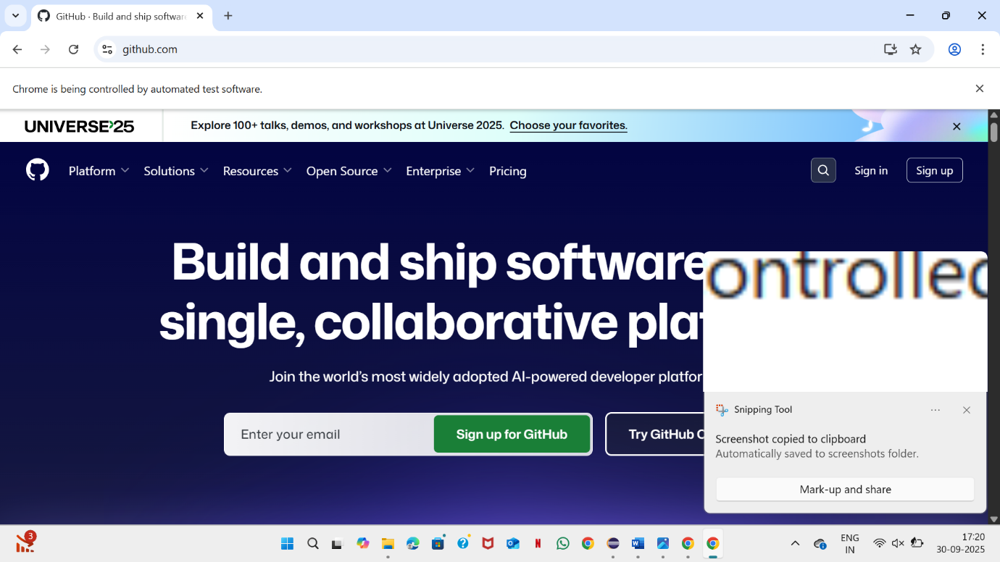 GitHub · Build and ship softwar
github.com
Chrome is being controlled by automated test software.
UNIVERSE'25
Explore 100+ talks, demos, and workshops at Universe 2025. Choose your favorites.
Platform Solutions Resources Open Source Enterprise Pricing Sign in Sign up
Build and ship software
single, collaborative plat
Join the world's most widely adopted AI-powered developer platfor
Enter your email Sign up for GitHub Try GitHub C
ontrolled
Snipping Tool
Screenshot copied to clipboard
Automatically saved to screenshots folder.
Mark-up and share
3
ENG
IN
17:20
30-09-2025